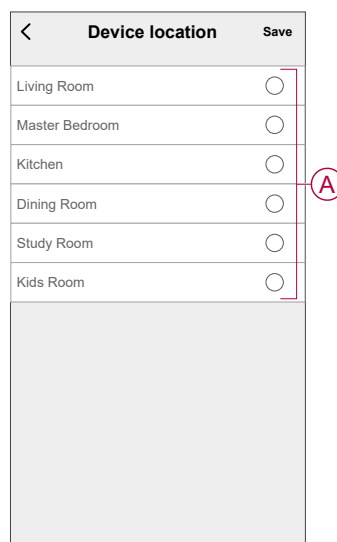 Device location Save
Living Room
Master Bedroom
Kitchen
Dining Room
Study Room
Kids Room
A